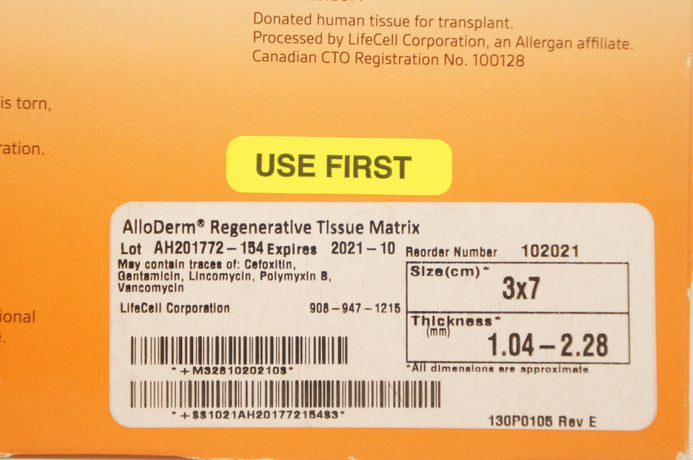 Donated human tissue for transplant.
Processed by LifeCell Corporation, an Allergan affiliate.
Canadian CTO Registration No. 100128
is torn,
ration.
USE FIRST
AlloDerm® Regenerative Tissue Matrix
Lot AH201772-154 Expires 2021-10 Reorder Number 102021
May contain traces of: Cefoxitin,
Gentamicin, Lincomycin, Polymyxin B,
Vancomycin
Size(cm)*
3x7
LifeCell Corporation 908-947-1215
ional
Thickness*
(mm)
1.04-2.28
*All dimensions are approximate
*+M32810202109*
*+$$1021AH201772154S3*
130P0105 Rev E